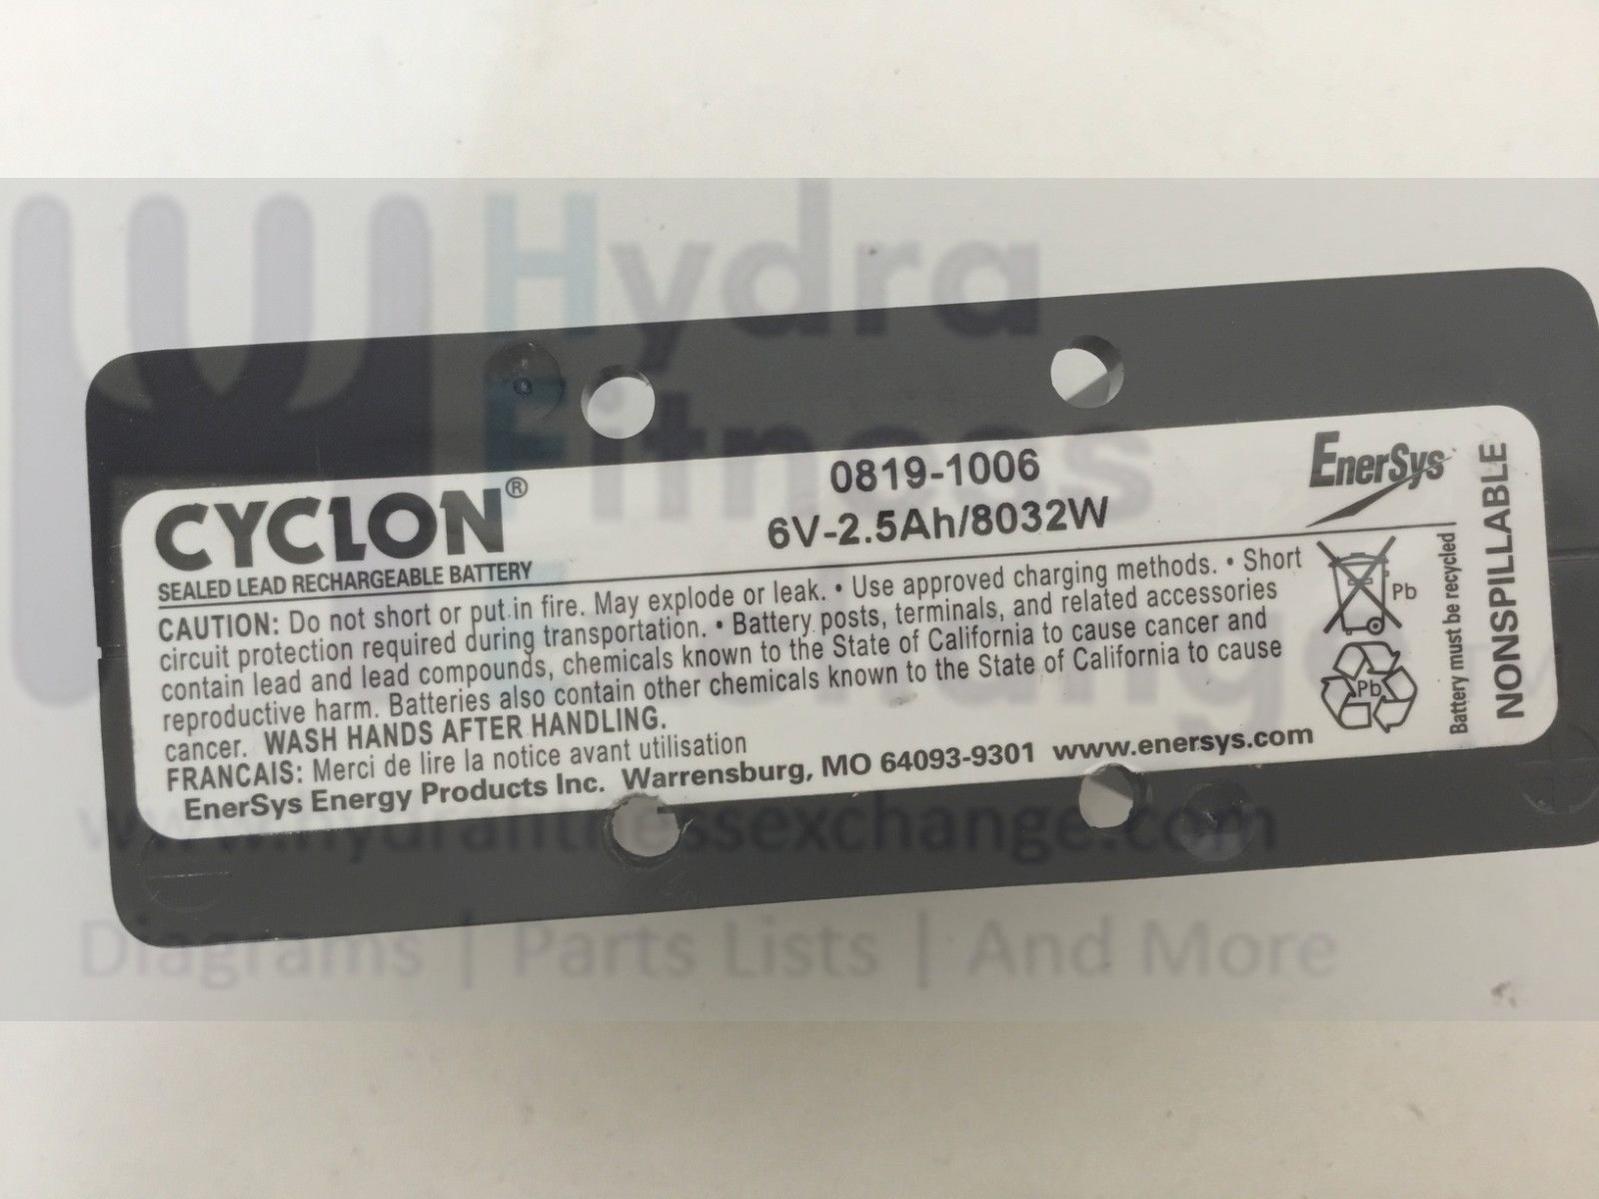 CYCLON®
SEALED LEAD RECHARGEABLE BATTERY
0819-1006
6V-2.5Ah/8032W
EnerSys
CAUTION: Do not short or put in fire. May explode or leak. • Use approved charging methods. • Short
circuit protection required during transportation. • Battery posts, terminals, and related accessories
contain lead and lead compounds, chemicals known to the State of California to cause cancer and
reproductive harm. Batteries also contain other chemicals known to the State of California to cause
cancer. WASH HANDS AFTER HANDLING.
FRANCAIS: Merci de lire la notice avant utilisation
EnerSys Energy Products Inc. Warrensburg, MO 64093-9301 www.enersys.com
Pb
Pb
Battery must be recycled
NONSPILLABLE
Hydra
Fitness
Exchange
www.hydrafitnessexchange.com
Diagrams | Parts Lists | And More